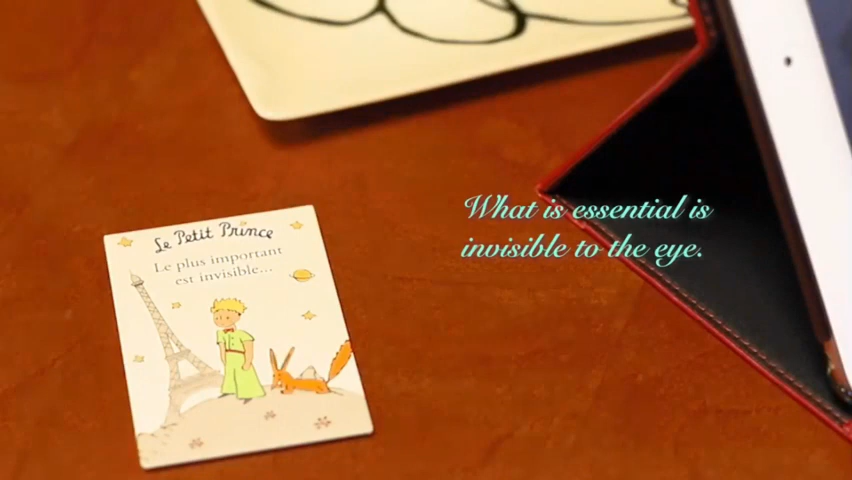 Le Petit Prince
Le plus important
est invisible...
What is essential is
invisible to the eye.